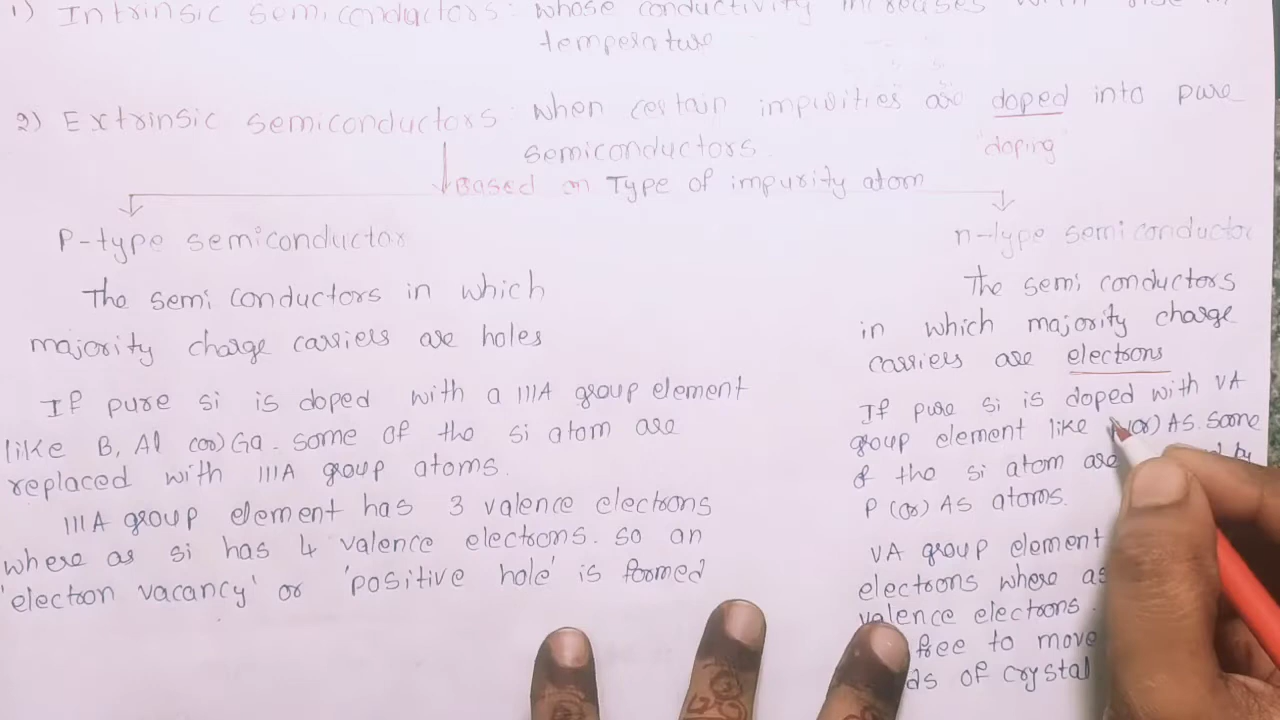 1) Intrinsic semiconductors: whose conductivity increases with rise in
temperature
2) Extrinsic semiconductors: when certain impurities are doped into pure
semiconductors.
"doping"
Based on Type of impurity atom
P-type semiconductor
The semi conductors in which
majority charge carriers are holes
If pure si is doped with a IIIA group element
like B, Al (or) Ga. some of the si atom are
replaced with IIIA group atoms.
IIIA group element has 3 valence electrons
where as si has 4 valence electrons. so an
'electron vacancy' or 'positive hole' is formed
n-type semiconductor
The semi conductors
in which majority charge
carriers are electrons
If pure si is doped with VA
group element like (or) As. some
of the si atom are by
P (or) As atoms.
VA group element
electrons where as
valence electrons.
free to move
of crystal